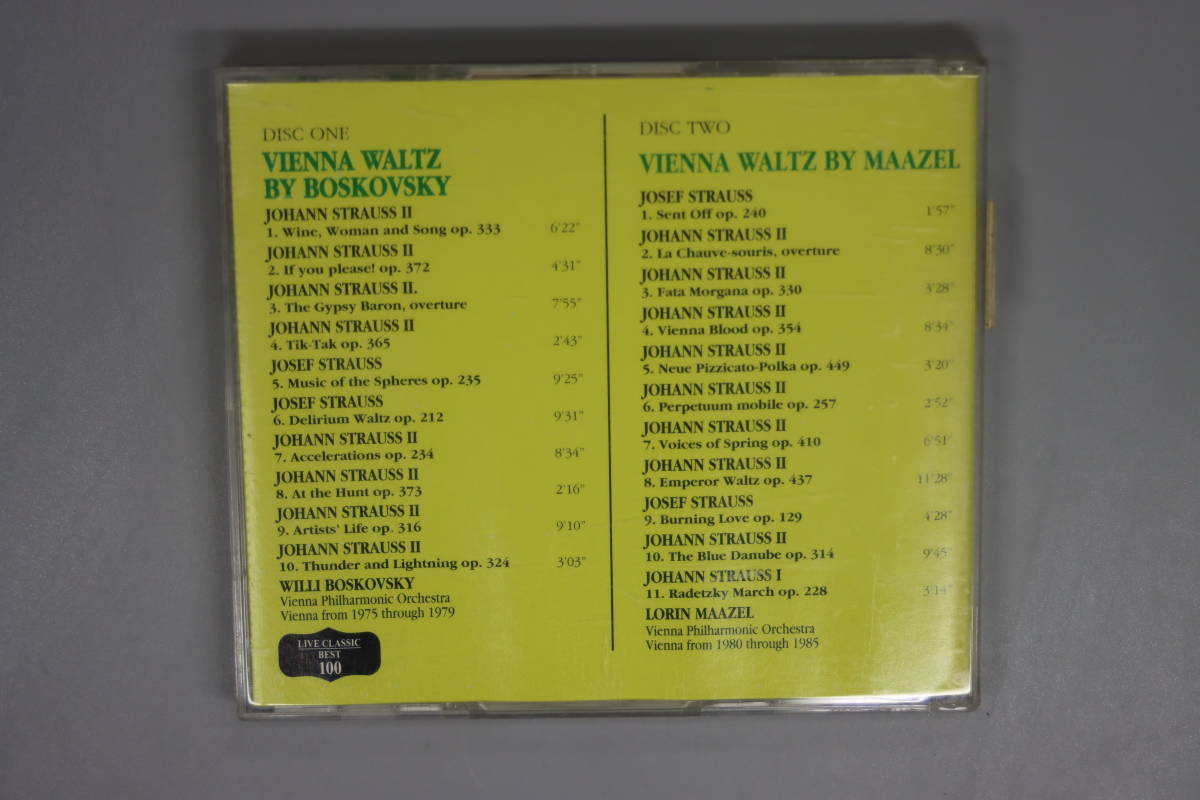 DISC ONE
VIENNA WALTZ
BY BOSKOVSKY
JOHANN STRAUSS II
1. Wine, Woman and Song op. 333 6'22"
JOHANN STRAUSS II
2. If you please! op. 372 4'31"
JOHANN STRAUSS II.
3. The Gypsy Baron, overture 7'55"
JOHANN STRAUSS II
4. Tik-Tak op. 365 2'43"
JOSEF STRAUSS
5. Music of the Spheres op. 235 9'25"
JOSEF STRAUSS
6. Delirium Waltz op. 212 9'31"
JOHANN STRAUSS II
7. Accelerations op. 234 8'34"
JOHANN STRAUSS II
8. At the Hunt op. 373 2'16"
JOHANN STRAUSS II
9. Artists' Life op. 316 9'10"
JOHANN STRAUSS II
10. Thunder and Lightning op. 324 3'03"
WILLI BOSKOVSKY
Vienna Philharmonic Orchestra
Vienna from 1975 through 1979
LIVE CLASSIC
BEST
100
DISC TWO
VIENNA WALTZ BY MAAZEL
JOSEF STRAUSS
1. Sent Off op. 240 1'57"
JOHANN STRAUSS II
2. La Chauve-souris, overture 8'30"
JOHANN STRAUSS II
3. Fata Morgana op. 330 3'28"
JOHANN STRAUSS II
4. Vienna Blood op. 354 8'34"
JOHANN STRAUSS II
5. Neue Pizzicato-Polka op. 449 3'20"
JOHANN STRAUSS II
6. Perpetuum mobile op. 257 2'52"
JOHANN STRAUSS II
7. Voices of Spring op. 410 6'51"
JOHANN STRAUSS II
8. Emperor Waltz op. 437 11'28"
JOSEF STRAUSS
9. Burning Love op. 129 4'28"
JOHANN STRAUSS II
10. The Blue Danube op. 314 9'45"
JOHANN STRAUSS I
11. Radetzky March op. 228 3'14"
LORIN MAAZEL
Vienna Philharmonic Orchestra
Vienna from 1980 through 1985